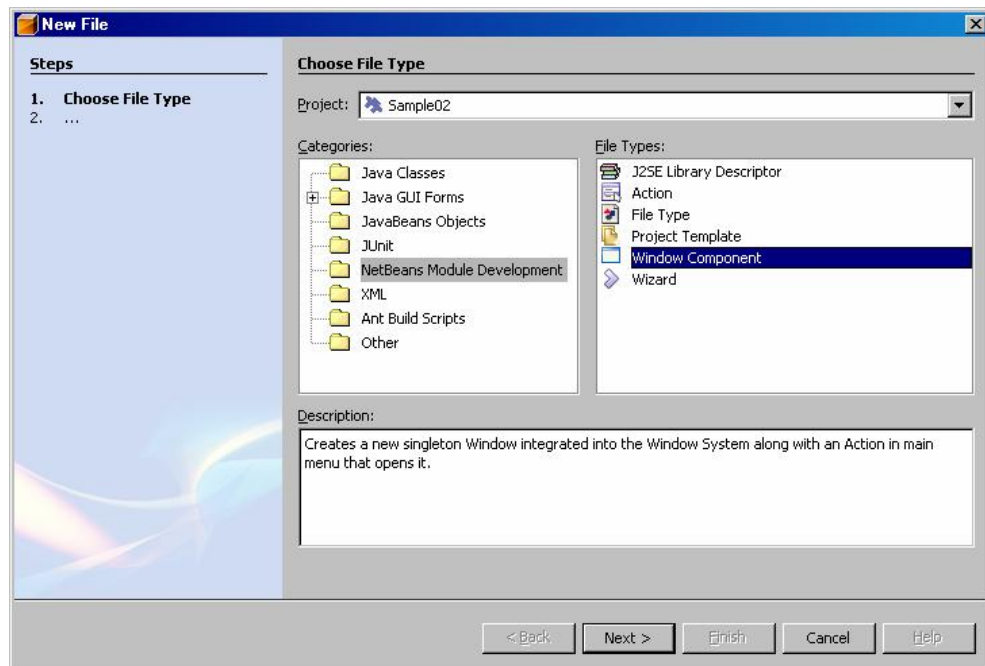 New File
Steps
1. Choose File Type
2. ...
Choose File Type
Project: Sample02
Categories:
Java Classes
Java GUI Forms
JavaBeans Objects
JUnit
NetBeans Module Development
XML
Ant Build Scripts
Other
File Types:
J2SE Library Descriptor
Action
File Type
Project Template
Window Component
Wizard
Description:
Creates a new singleton Window integrated into the Window System along with an Action in main
menu that opens it.
< Back Next > Finish Cancel Help